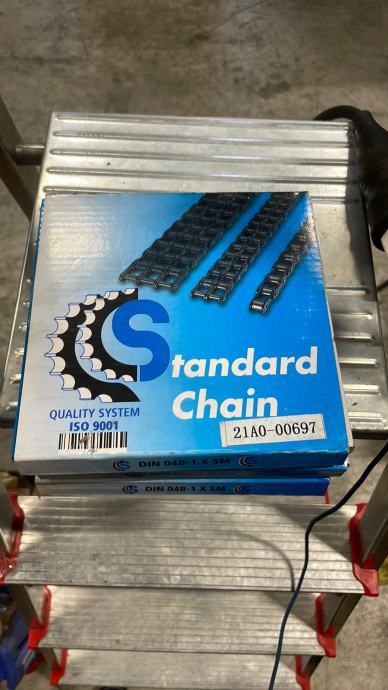 Standard
Chain
QUALITY SYSTEM
ISO 9001
21A0-00697
DIN 04B-1 X 5M
DIN 04B-1 X 5M